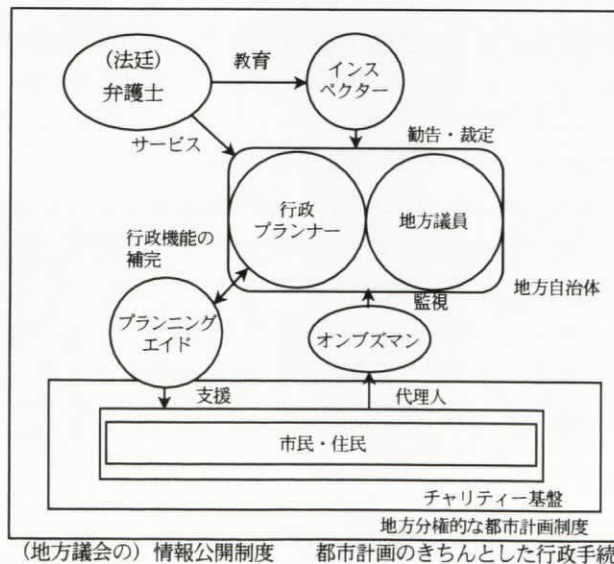 (法廷)
弁護士
教育
インス
ペクター
サービス
勧告・裁定
行政
プランナー
地方議員
行政機能の
補完
監視
地方自治体
プランニング
エイド
オンブズマン
支援
代理人
市民・住民
チャリティー基盤
地方分権的な都市計画制度
(地方議会の)情報公開制度 都市計画のきちんとした行政手続